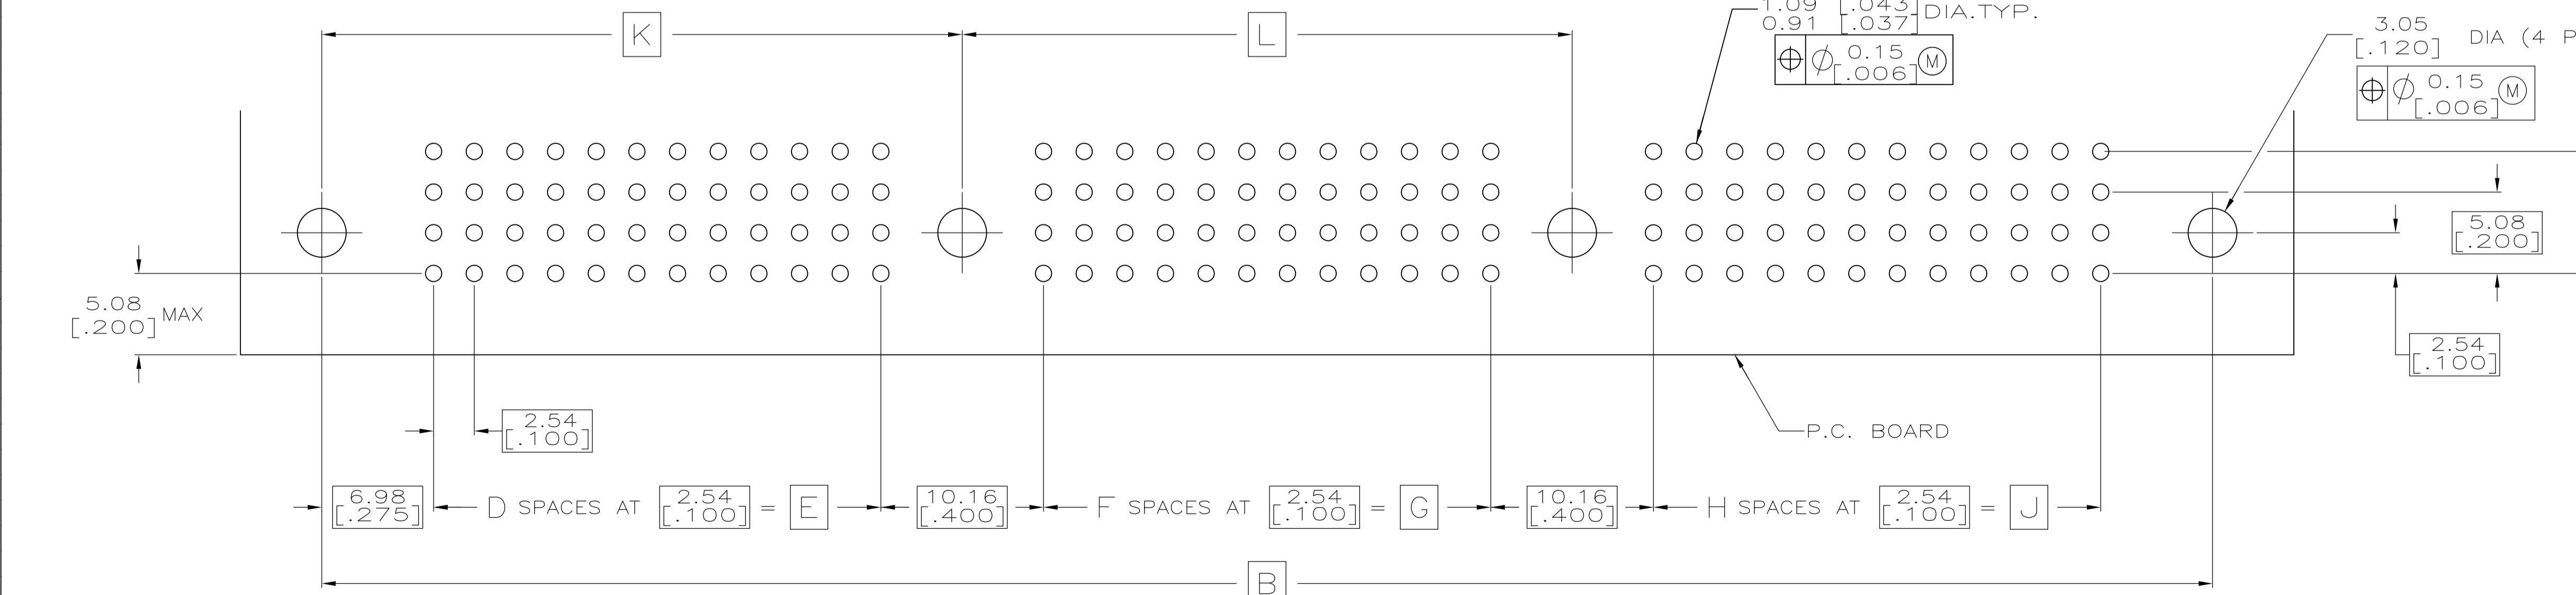 K
L
1.09 [.043] DIA.TYP.
0.91 [.037]
⌖ ∅ 0.15 Ⓜ
[.006]
3.05
[.120] DIA (4 P
⌖ ∅ 0.15 Ⓜ
[.006]
5.08
[.200]
5.08
[.200] MAX
2.54
[.100]
2.54
[.100]
P.C. BOARD
6.98
[.275]
D SPACES AT 2.54 [.100] = E
10.16
[.400]
F SPACES AT 2.54 [.100] = G
10.16
[.400]
H SPACES AT 2.54 [.100] = J
B